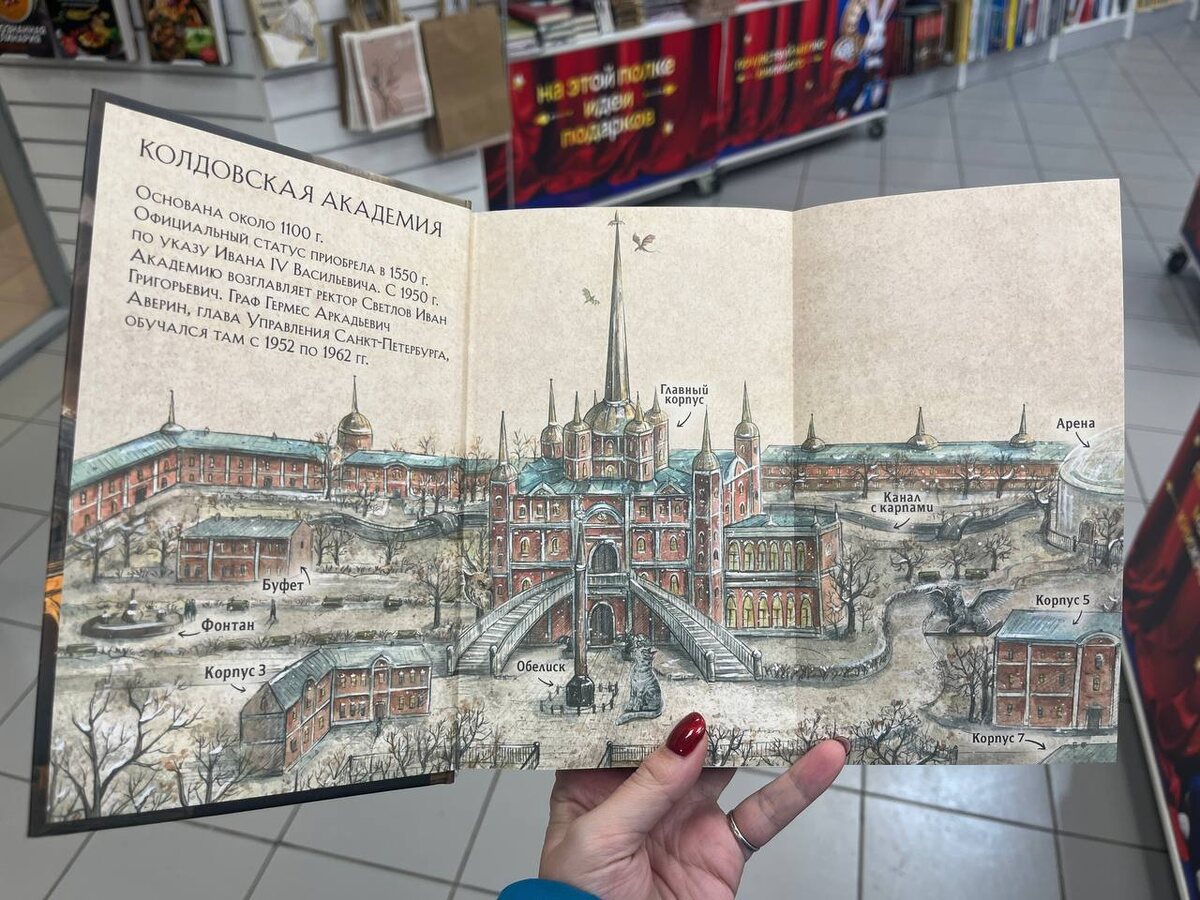 КУЛИНАРИЯ
НА ЭТОЙ ПОЛКЕ
ИДЕИ
ПОДАРКОВ
КОЛДОВСКАЯ АКАДЕМИЯ
Основана около 1100 г.
Официальный статус приобрела в 1550 г.
по указу Ивана IV Васильевича. С 1950 г.
Академию возглавляет ректор Светлов Иван
Григорьевич. Граф Гермес Аркадьевич
Аверин, глава Управления Санкт-Петербурга,
обучался там с 1952 по 1962 гг.
Главный
корпус
Арена
Канал
с карпами
Буфет
Корпус 5
Фонтан
Обелиск
Корпус 3
Корпус 7